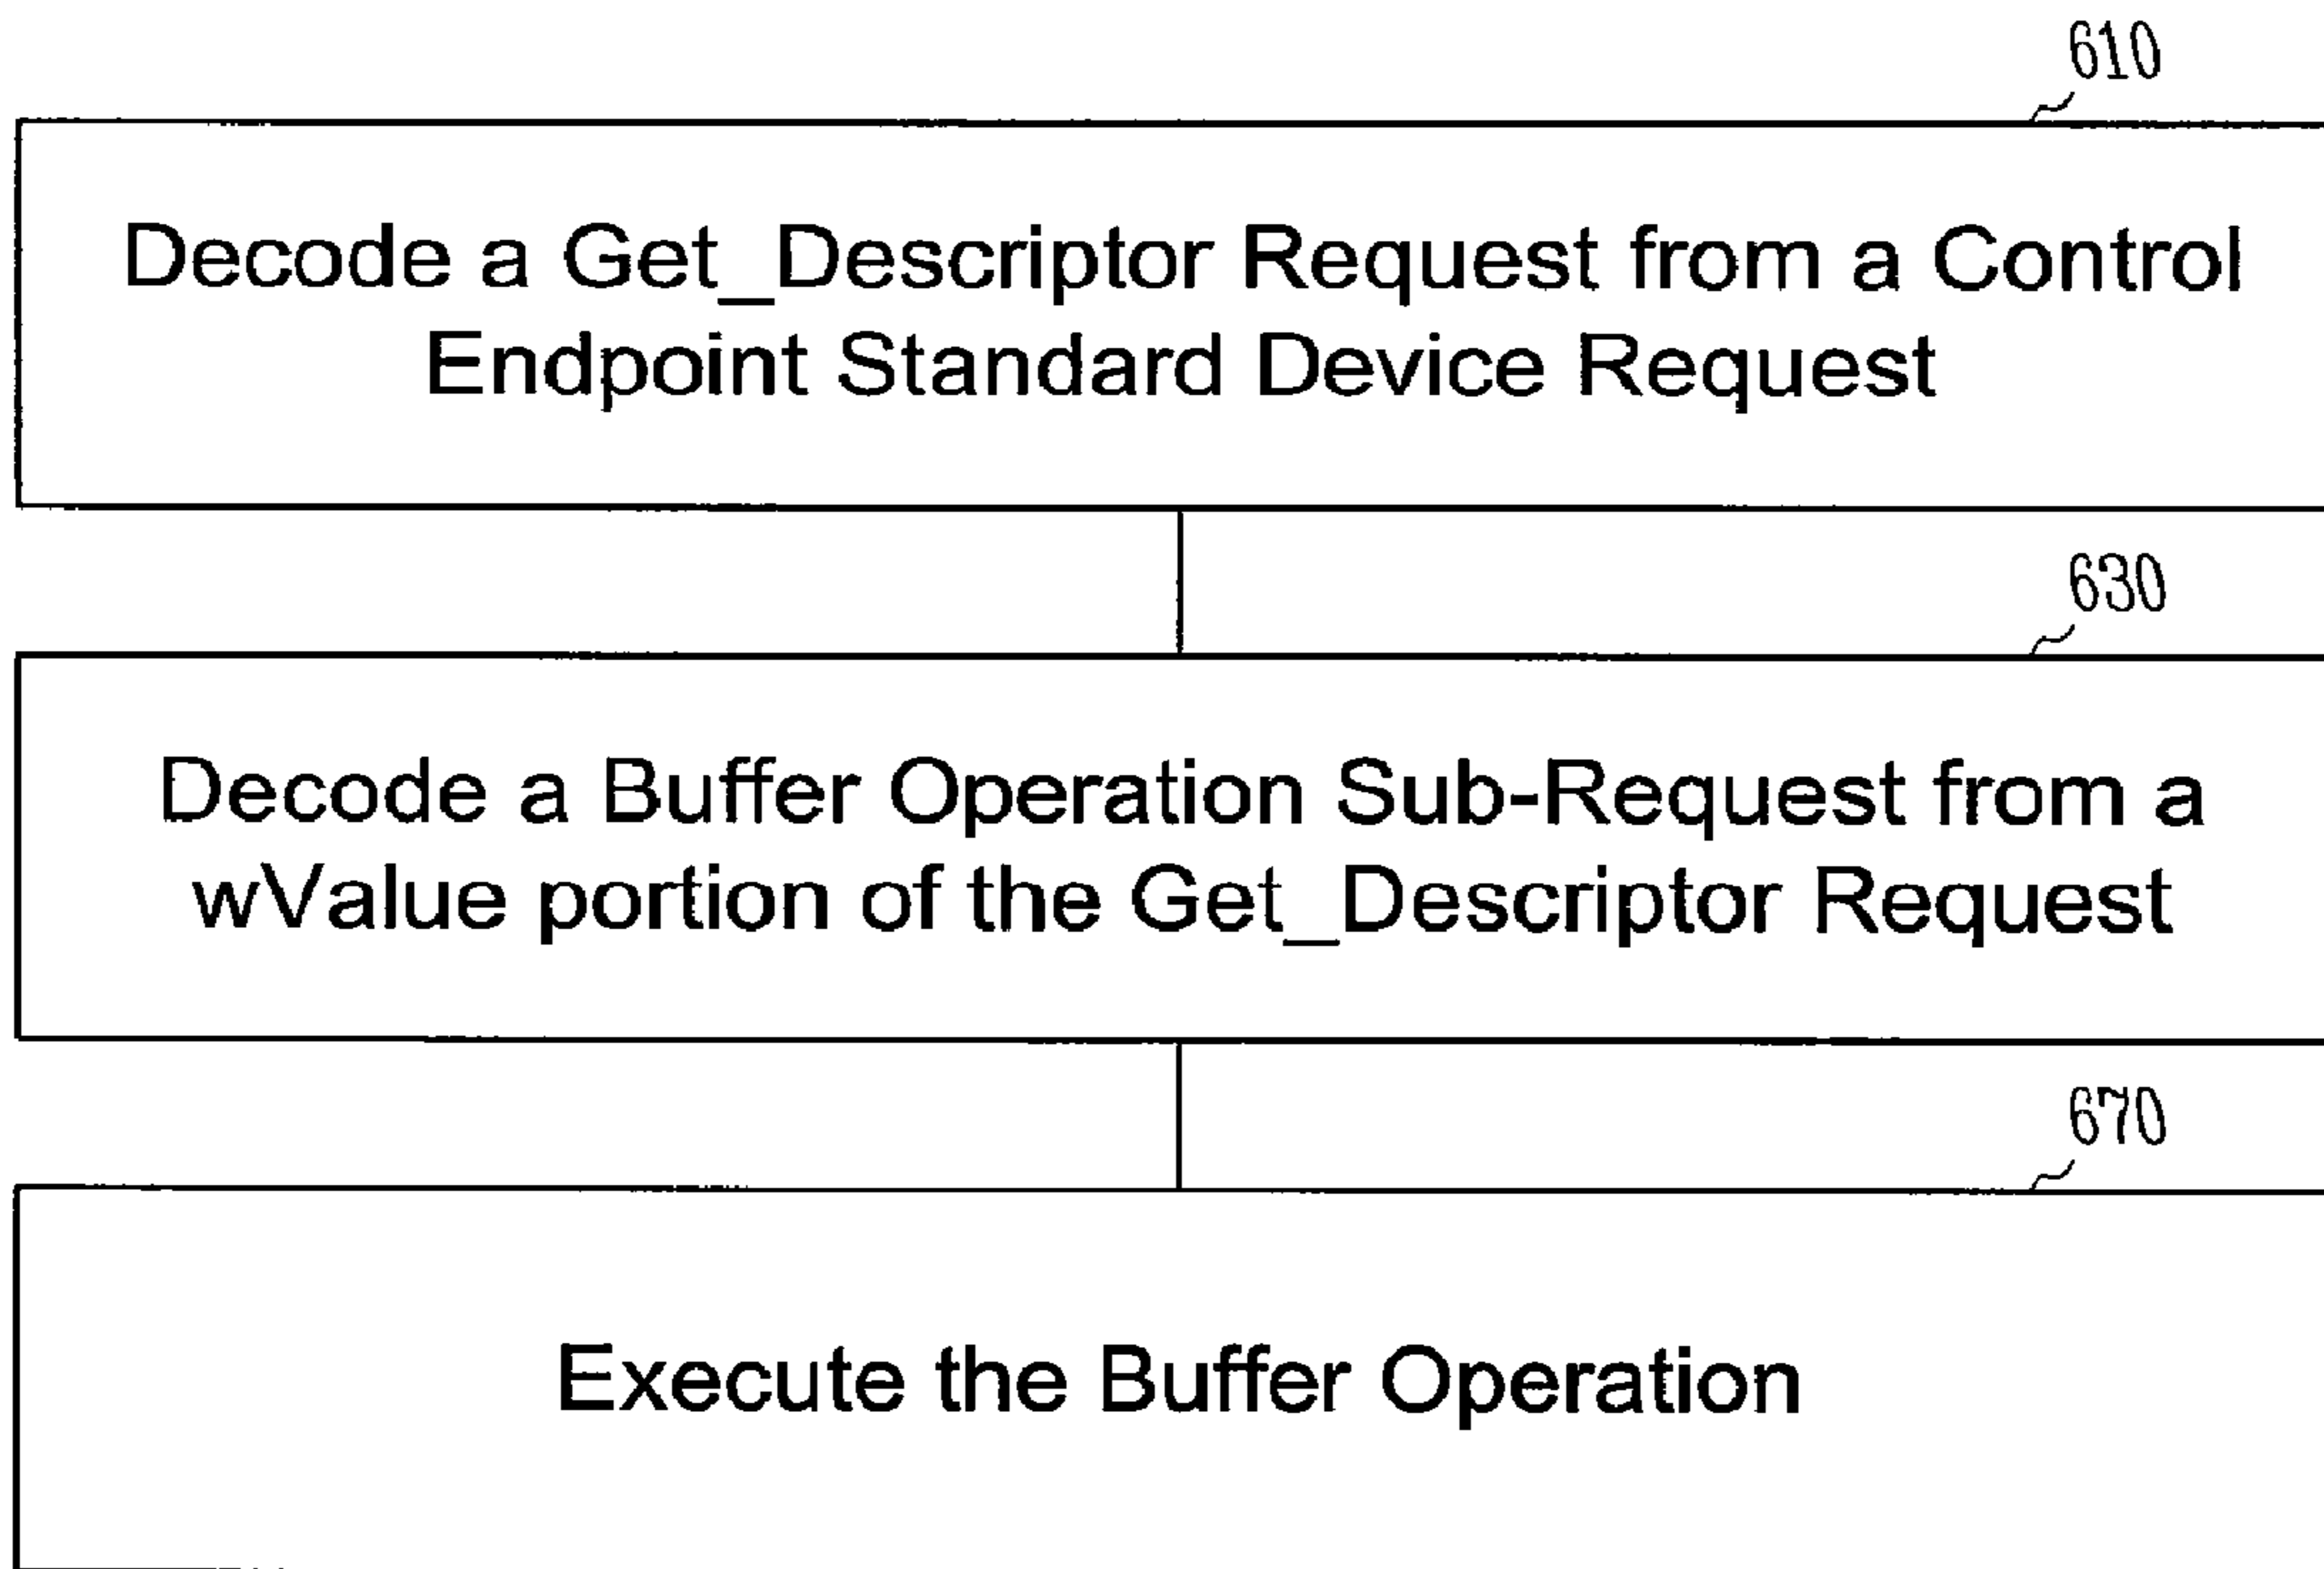 610
Decode a Get_Descriptor Request from a Control
Endpoint Standard Device Request
630
Decode a Buffer Operation Sub-Request from a
wValue portion of the Get_Descriptor Request
670
Execute the Buffer Operation